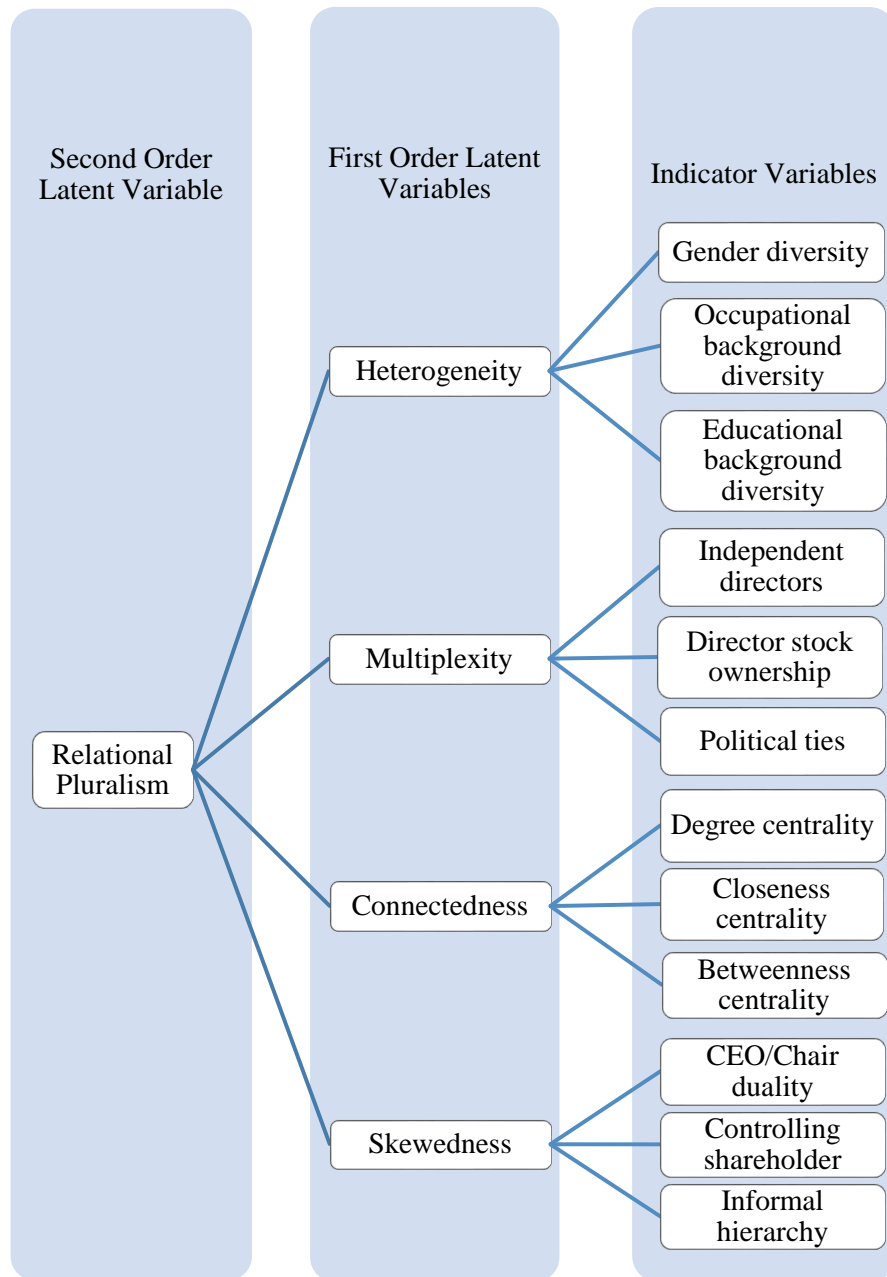 Second Order
Latent Variable
First Order Latent
Variables
Indicator Variables
Relational
Pluralism
Heterogeneity
Multiplexity
Connectedness
Skewedness
Gender diversity
Occupational
background
diversity
Educational
background
diversity
Independent
directors
Director stock
ownership
Political ties
Degree centrality
Closeness
centrality
Betweenness
centrality
CEO/Chair
duality
Controlling
shareholder
Informal
hierarchy